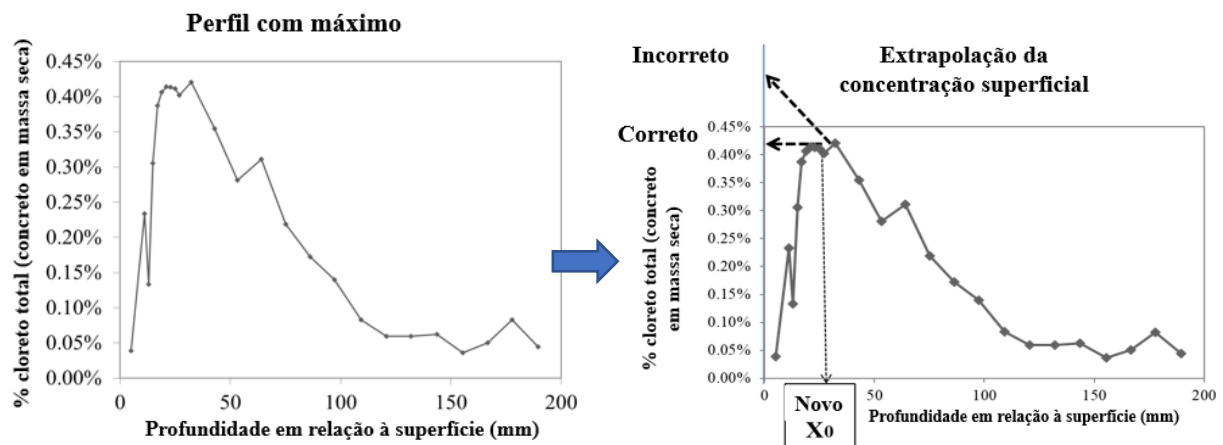 Perfil com máximo
% cloreto total (concreto em massa seca)
0.45%
0.40%
0.35%
0.30%
0.25%
0.20%
0.15%
0.10%
0.05%
0.00%
0
50
100
150
200
Profundidade em relação à superfície (mm)
Incorreto
Extrapolação da
concentração superficial
Correto
% cloreto total (concreto
em massa seca)
0.45%
0.40%
0.35%
0.30%
0.25%
0.20%
0.15%
0.10%
0.05%
0.00%
0
50
100
150
200
Novo
X0
Profundidade em relação à superfície (mm)